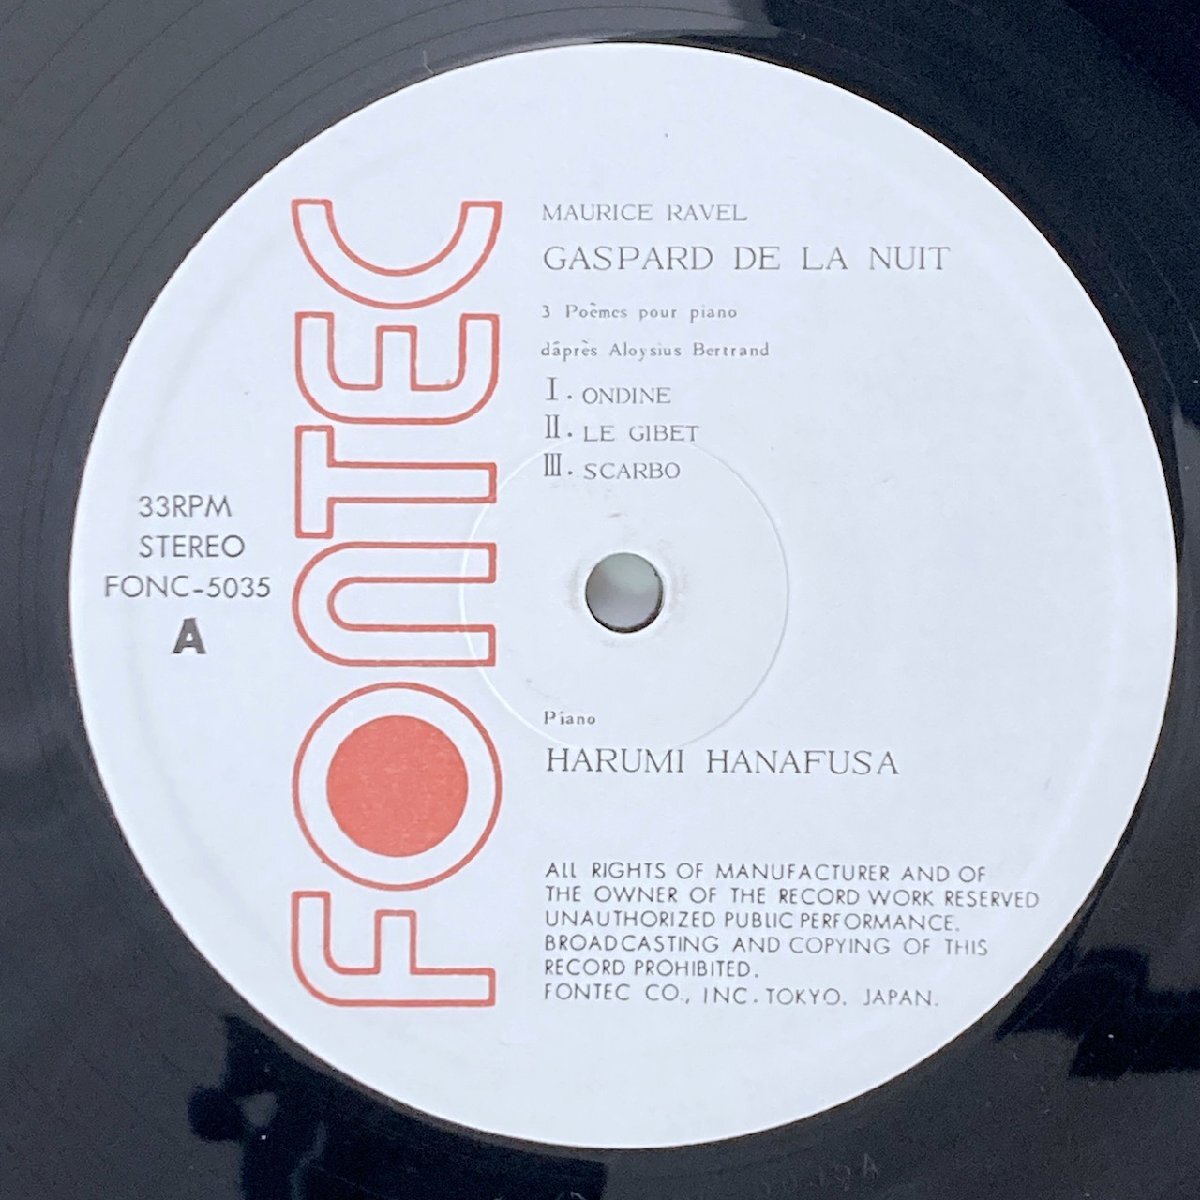 FONTEC
MAURICE RAVEL
GASPARD DE LA NUIT
3 Poèmes pour piano
dáprès Aloysius Bertrand
Ⅰ. ONDINE
Ⅱ. LE GIBET
Ⅲ. SCARBO
33RPM
STEREO
FONC-5035
A
Piano
HARUMI HANAFUSA
ALL RIGHTS OF MANUFACTURER AND OF
THE OWNER OF THE RECORD WORK RESERVED
UNAUTHORIZED PUBLIC PERFORMANCE.
BROADCASTING AND COPYING OF THIS
RECORD PROHIBITED.
FONTEC CO., INC. TOKYO. JAPAN.